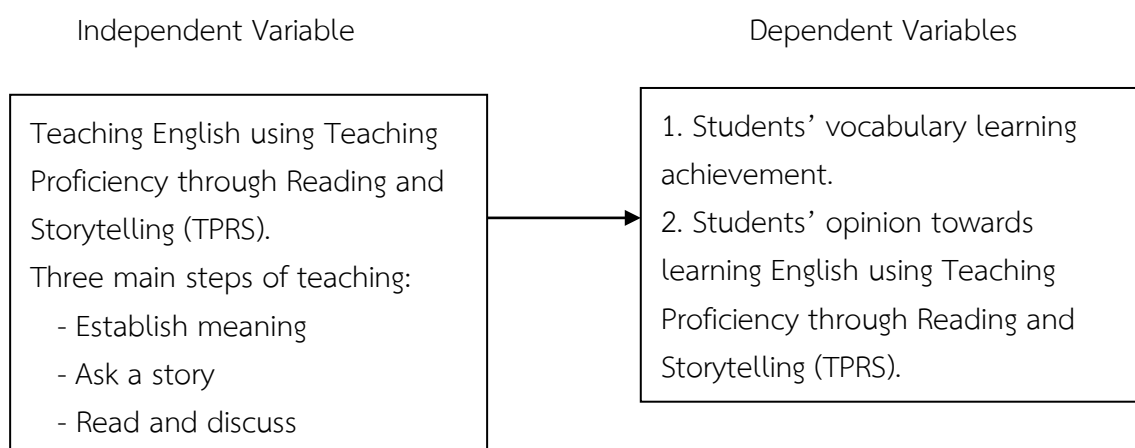 Independent Variable
Teaching English using Teaching
Proficiency through Reading and
Storytelling (TPRS).
Three main steps of teaching:
- Establish meaning
- Ask a story
- Read and discuss
Dependent Variables
1. Students’ vocabulary learning
achievement.
2. Students’ opinion towards
learning English using Teaching
Proficiency through Reading and
Storytelling (TPRS).